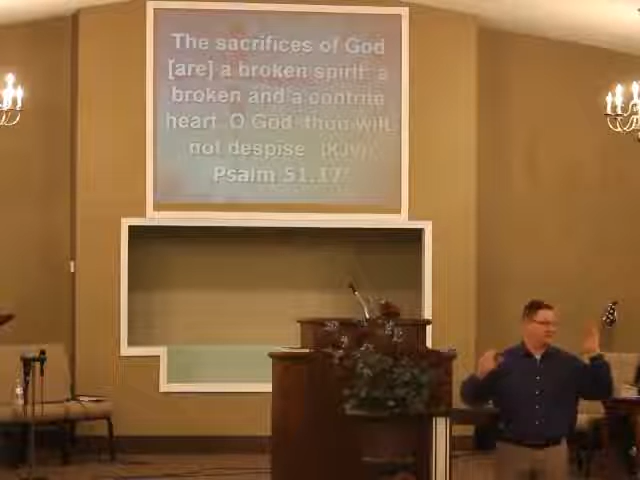 The sacrifices of God
[are] a broken spirit: a
broken and a contrite
heart, O God, thou wilt
not despise. (KJV)
Psalm 51.17